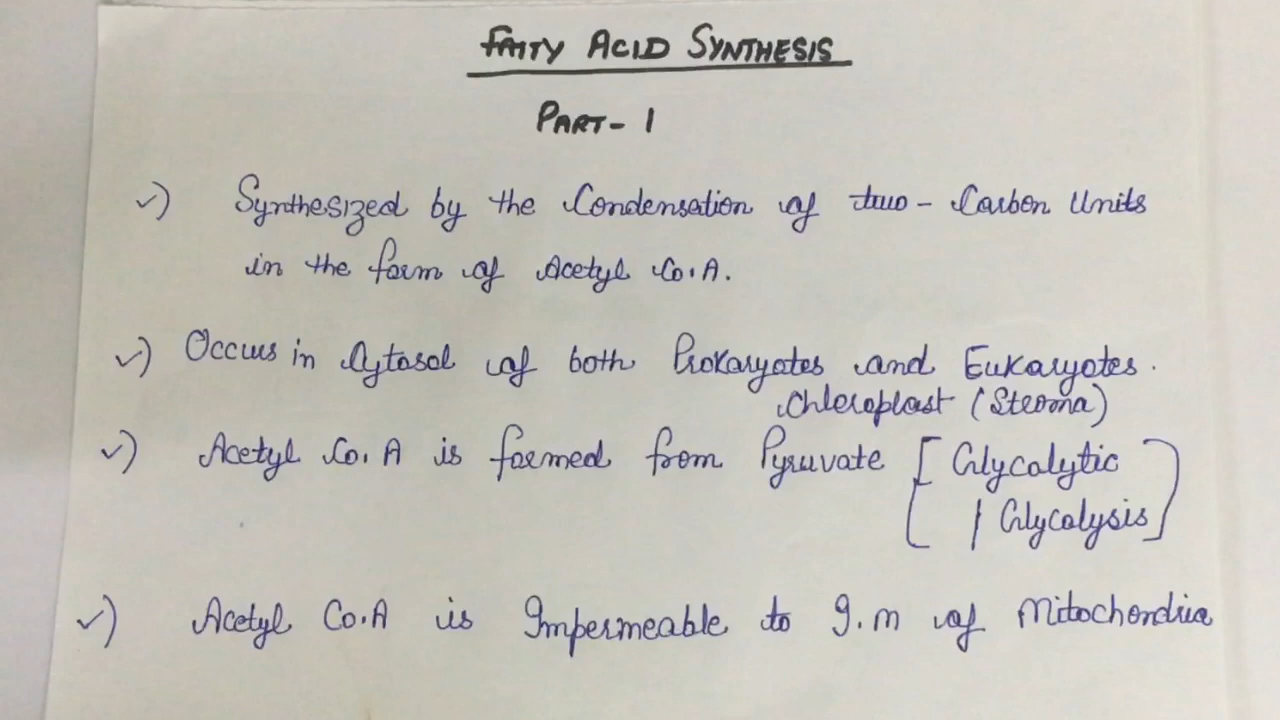 FATTY ACID SYNTHESIS
PART- 1
✓) Synthesized by the Condensation of two - Carbon Units
in the form of Acetyl Co.A.
✓) Occurs in Cytosol of both Prokaryotes and Eukaryotes.
Chloroplast (Stroma)
✓) Acetyl Co.A is formed from Pyruvate [Glycolytic
/ Glycolysis]
✓) Acetyl Co.A is Impermeable to I.m of Mitochondria